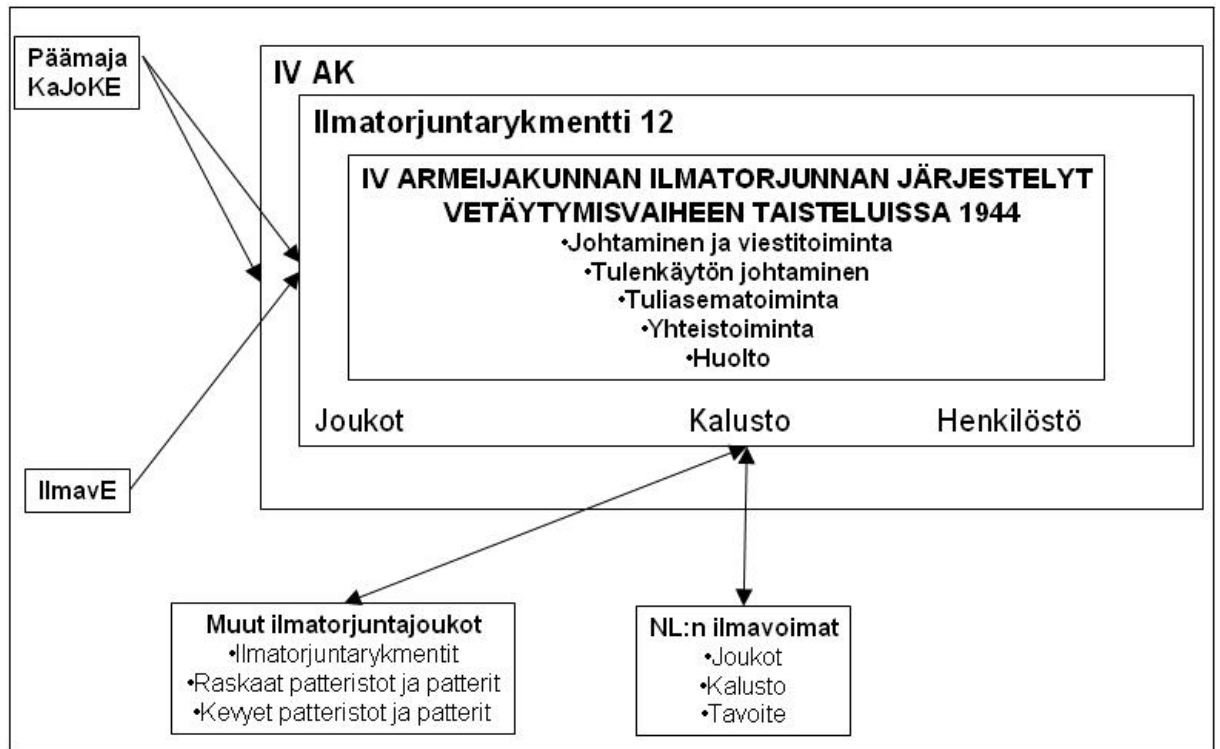 Päämaja
KaJoKE
IV AK
Ilmatorjuntarykmentti 12
IV ARMEIJAKUNNAN ILMATORJUNNAN JÄRJESTELYT
VETÄYTYMISVAIHEEN TAISTELUISSA 1944
•Johtaminen ja viestitoiminta
•Tulenkäytön johtaminen
•Tuliasematoiminta
•Yhteistoiminta
•Huolto
Joukot Kalusto Henkilöstö
IlmavE
Muut ilmatorjuntajoukot
•Ilmatorjuntarykmentit
•Raskaat patteristot ja patterit
•Kevyet patteristot ja patterit
NL:n ilmavoimat
•Joukot
•Kalusto
•Tavoite